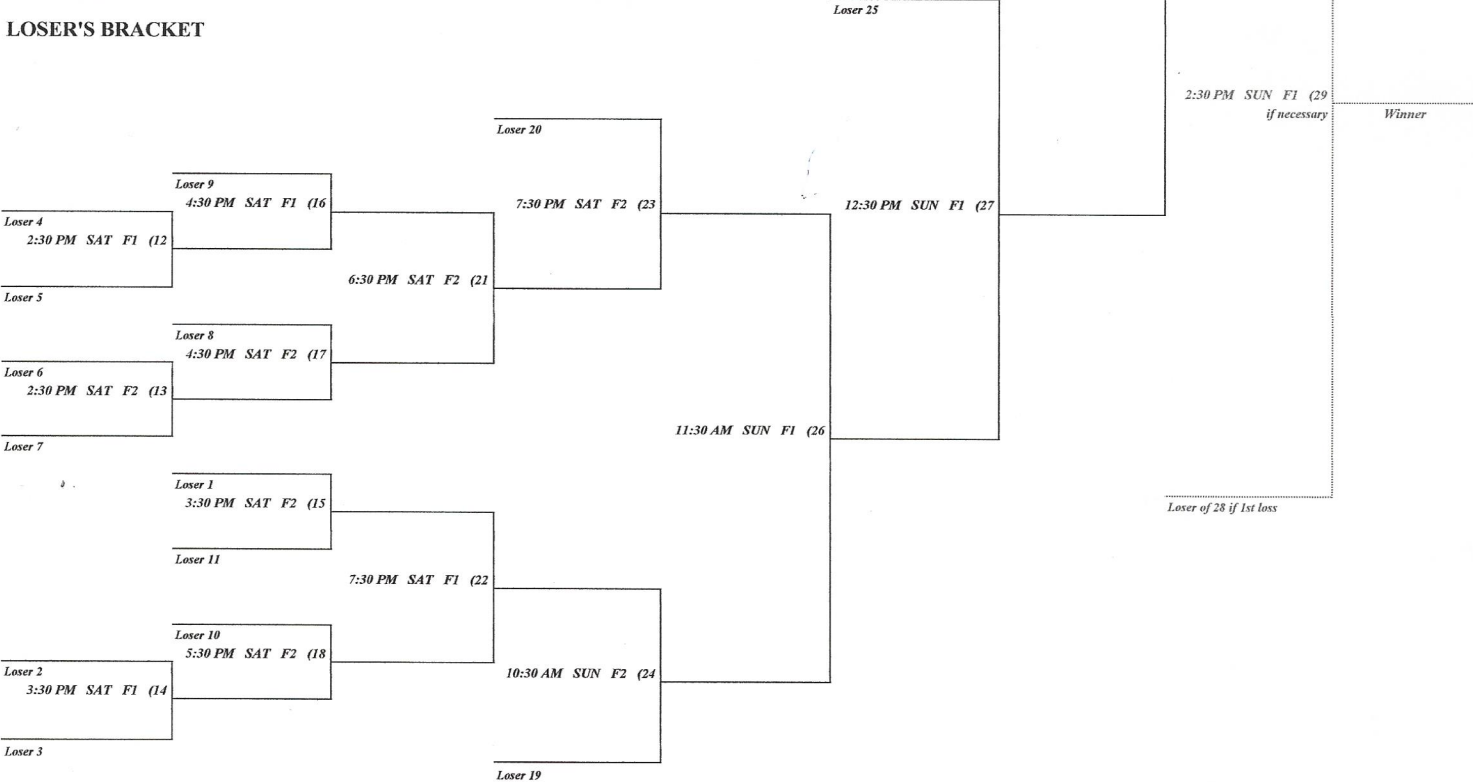 Loser 25
LOSER'S BRACKET
2:30 PM SUN F1 (29
if necessary
Winner
Loser 20
Loser 9
4:30 PM SAT F1 (16
7:30 PM SAT F2 (23
12:30 PM SUN F1 (27
Loser 4
2:30 PM SAT F1 (12
6:30 PM SAT F2 (21
Loser 5
Loser 8
4:30 PM SAT F2 (17
Loser 6
2:30 PM SAT F2 (13
11:30 AM SUN F1 (26
Loser 7
Loser 1
3:30 PM SAT F2 (15
Loser of 28 if 1st loss
Loser 11
7:30 PM SAT F1 (22
Loser 10
5:30 PM SAT F2 (18
Loser 2
10:30 AM SUN F2 (24
3:30 PM SAT F1 (14
Loser 3
Loser 19